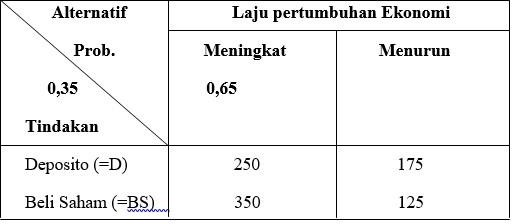 Alternatif
Laju pertumbuhan Ekonomi
Prob.
Meningkat
Menurun
0,35
0,65
Tindakan
Deposito (=D)
250
175
Beli Saham (=BS)
350
125